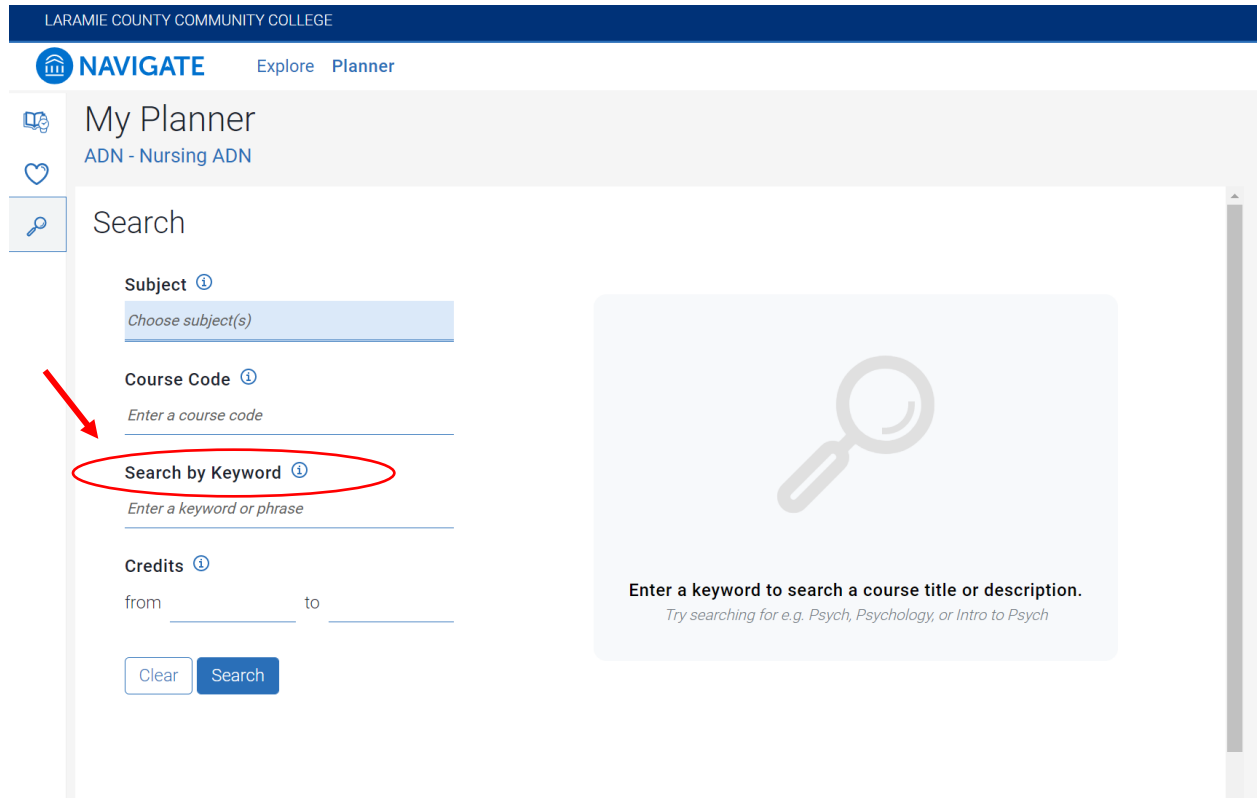 LARAMIE COUNTY COMMUNITY COLLEGE
NAVIGATE Explore Planner
My Planner
ADN - Nursing ADN
Search
Subject
Choose subject(s)
Course Code
Enter a course code
Search by Keyword
Enter a keyword or phrase
Credits
from to
Clear Search
Enter a keyword to search a course title or description.
Try searching for e.g. Psych, Psychology, or Intro to Psych